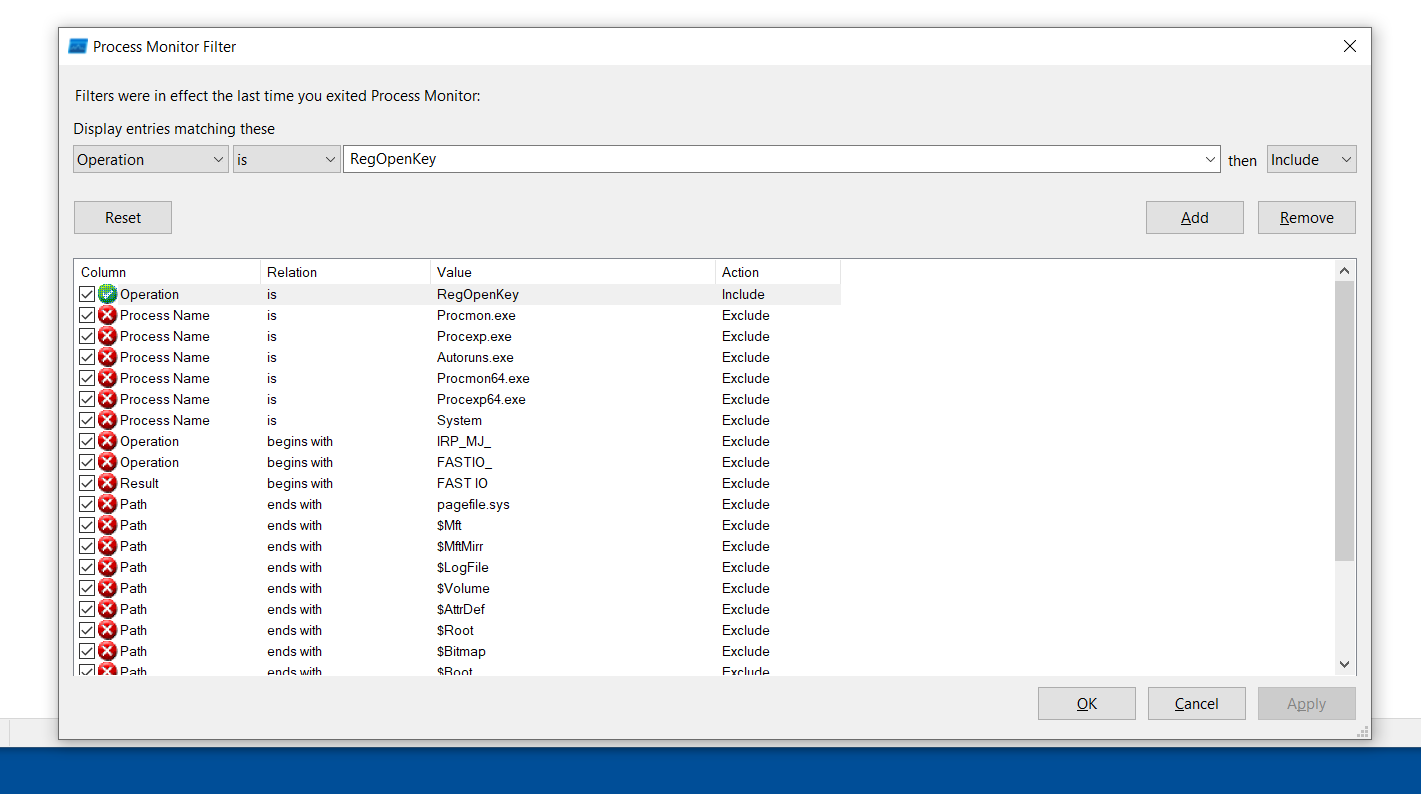 Process Monitor Filter
Filters were in effect the last time you exited Process Monitor:
Display entries matching these
Operation is RegOpenKey then Include
Reset Add Remove
Column Relation Value Action
Operation is RegOpenKey Include
Process Name is Procmon.exe Exclude
Process Name is Procexp.exe Exclude
Process Name is Autoruns.exe Exclude
Process Name is Procmon64.exe Exclude
Process Name is Procexp64.exe Exclude
Process Name is System Exclude
Operation begins with IRP_MJ_ Exclude
Operation begins with FASTIO_ Exclude
Result begins with FAST IO Exclude
Path ends with pagefile.sys Exclude
Path ends with $Mft Exclude
Path ends with $MftMirr Exclude
Path ends with $LogFile Exclude
Path ends with $Volume Exclude
Path ends with $AttrDef Exclude
Path ends with $Root Exclude
Path ends with $Bitmap Exclude
Path ends with $Boot Exclude
OK Cancel Apply